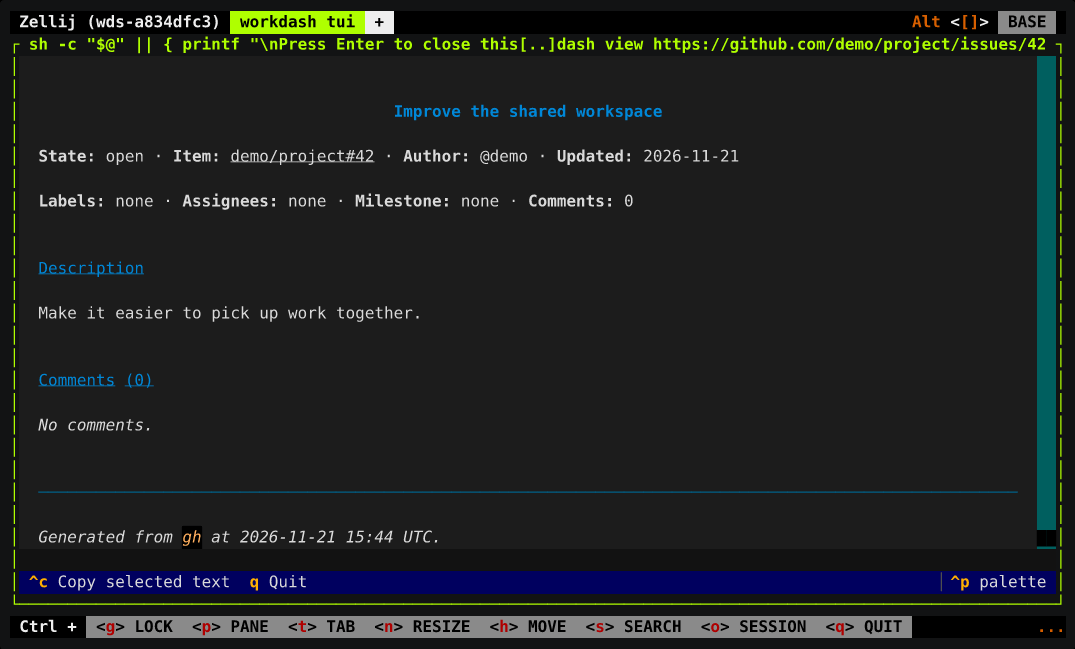 Zellij (wds-a834dfc3) workdash tui + Alt <[]> BASE
sh -c "$@" || { printf "\nPress Enter to close this[..]dash view https://github.com/demo/project/issues/42
Improve the shared workspace
State: open · Item: demo/project#42 · Author: @demo · Updated: 2026-11-21
Labels: none · Assignees: none · Milestone: none · Comments: 0
Description
Make it easier to pick up work together.
Comments (0)
No comments.
Generated from gh at 2026-11-21 15:44 UTC.
^c Copy selected text q Quit ^p palette
Ctrl + <g> LOCK <p> PANE <t> TAB <n> RESIZE <h> MOVE <s> SEARCH <o> SESSION <q> QUIT ...